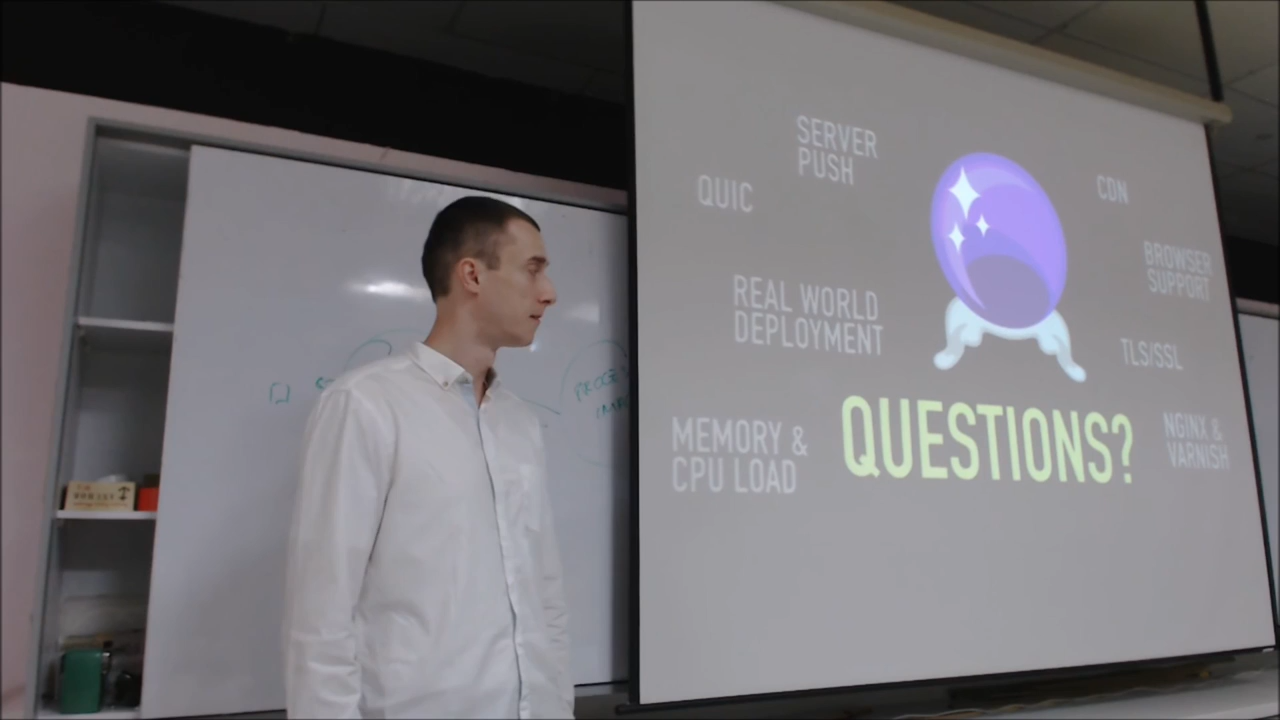 SERVER
PUSH
QUIC
CDN
BROWSER
SUPPORT
REAL WORLD
DEPLOYMENT
TLS/SSL
MEMORY &
CPU LOAD
QUESTIONS?
NGINX &
VARNISH